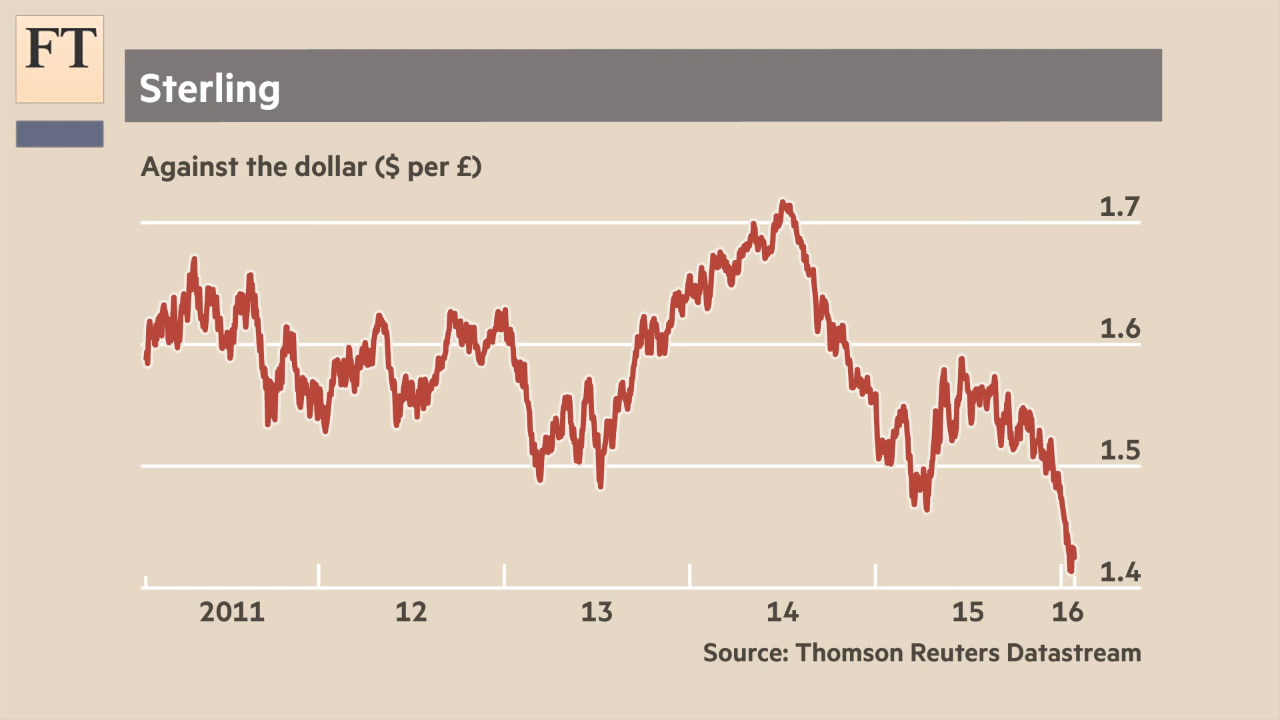 FT
Sterling
Against the dollar ($ per £)
1.7
1.6
1.5
1.4
2011 12 13 14 15 16
Source: Thomson Reuters Datastream